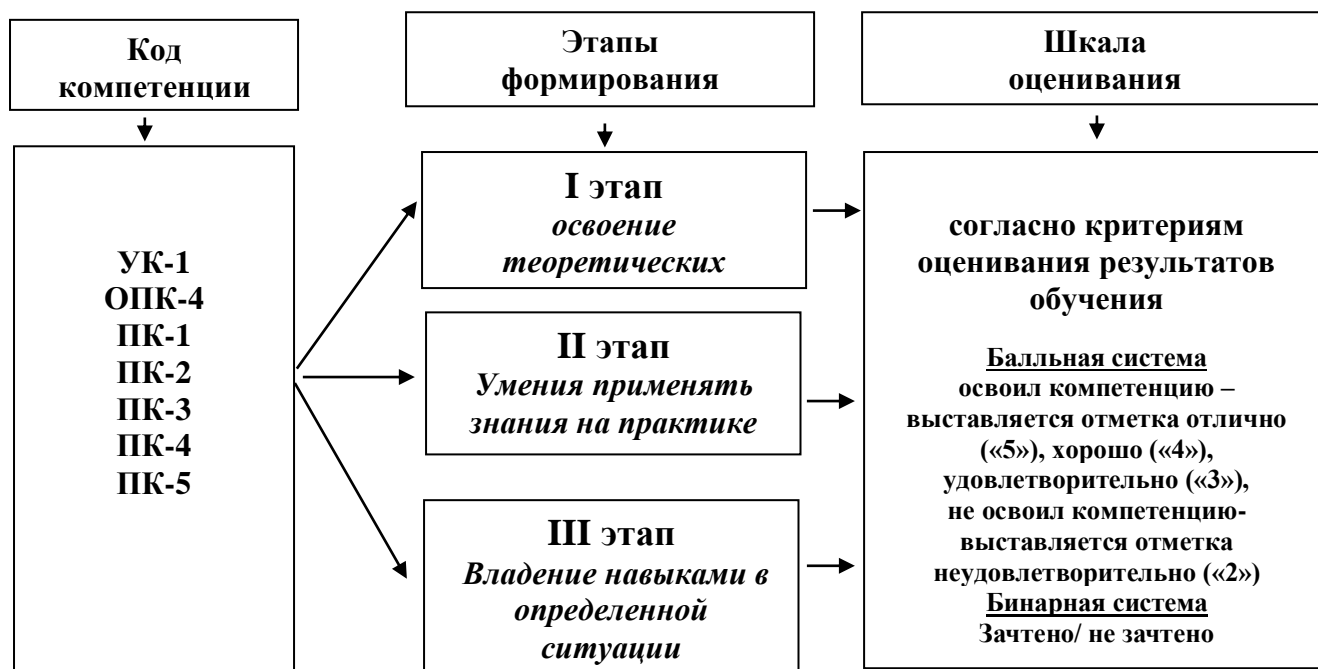 Код
компетенции
Этапы
формирования
Шкала
оценивания
УК-1
ОПК-4
ПК-1
ПК-2
ПК-3
ПК-4
ПК-5
I этап
освоение
теоретических
II этап
Умения применять
знания на практике
III этап
Владение навыками в
определенной
ситуации
согласно критериям
оценивания результатов
обучения
Балльная система
освоил компетенцию –
выставляется отметка отлично
(«5»), хорошо («4»),
удовлетворительно («3»),
не освоил компетенцию-
выставляется отметка
неудовлетворительно («2»)
Бинарная система
Зачтено/ не зачтено